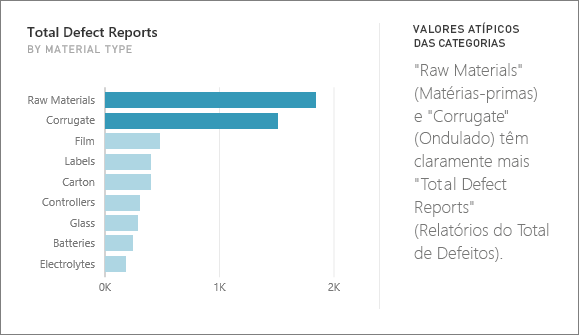 Total Defect Reports
BY MATERIAL TYPE
Raw Materials
Corrugate
Film
Labels
Carton
Controllers
Glass
Batteries
Electrolytes
0K
1K
2K
VALORES ATÍPICOS
DAS CATEGORIAS
"Raw Materials"
(Matérias-primas)
e "Corrugate"
(Ondulado) têm
claramente mais
"Total Defect
Reports"
(Relatórios do Total
de Defeitos).